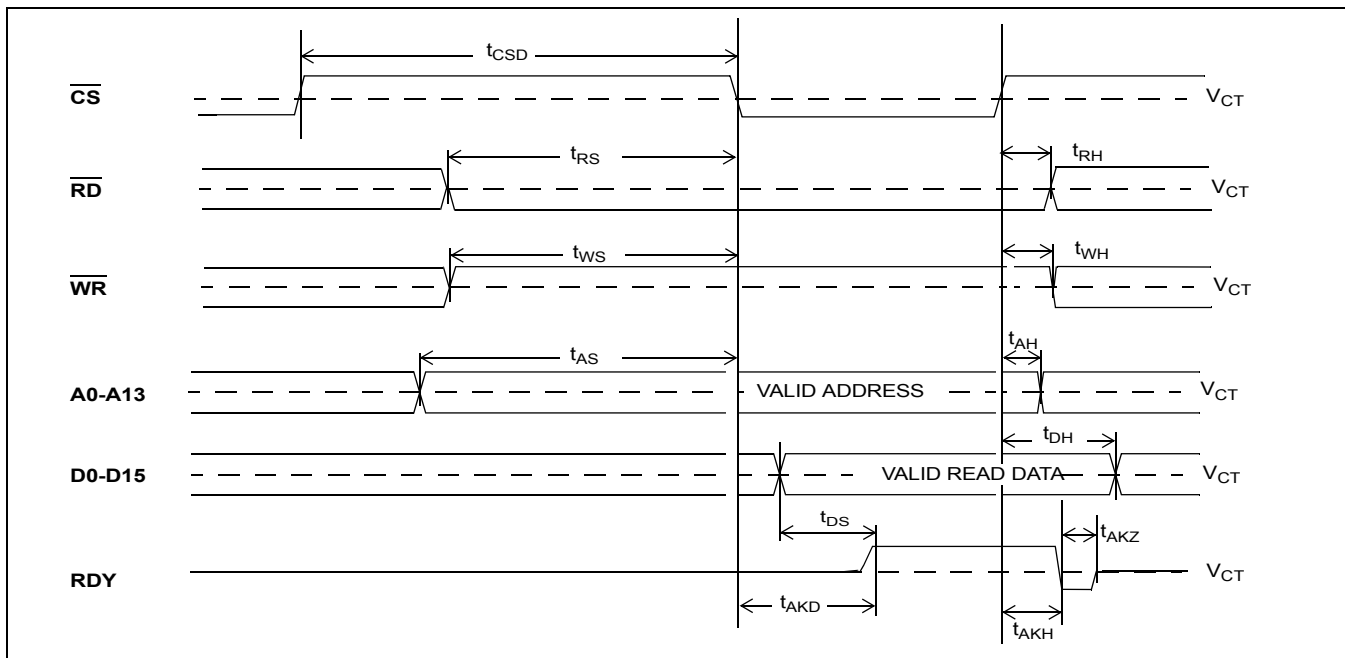 tCSD
CS
VCT
tRS
tRH
RD
VCT
tWS
tWH
WR
VCT
tAS
tAH
A0-A13
VALID ADDRESS
VCT
tDH
D0-D15
VALID READ DATA
VCT
tDS
tAKZ
RDY
VCT
tAKD
tAKH